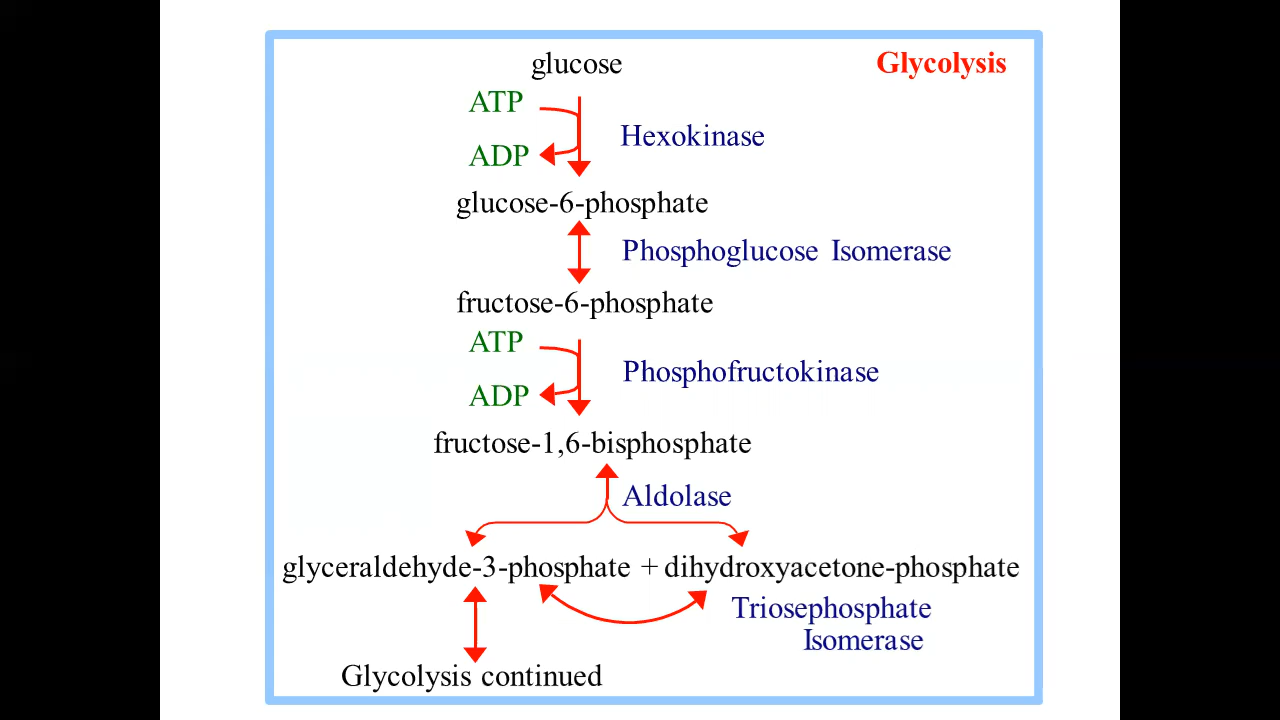 glucose
Glycolysis
ATP
Hexokinase
ADP
glucose-6-phosphate
Phosphoglucose Isomerase
fructose-6-phosphate
ATP
Phosphofructokinase
ADP
fructose-1,6-bisphosphate
Aldolase
glyceraldehyde-3-phosphate + dihydroxyacetone-phosphate
Triosephosphate
Isomerase
Glycolysis continued